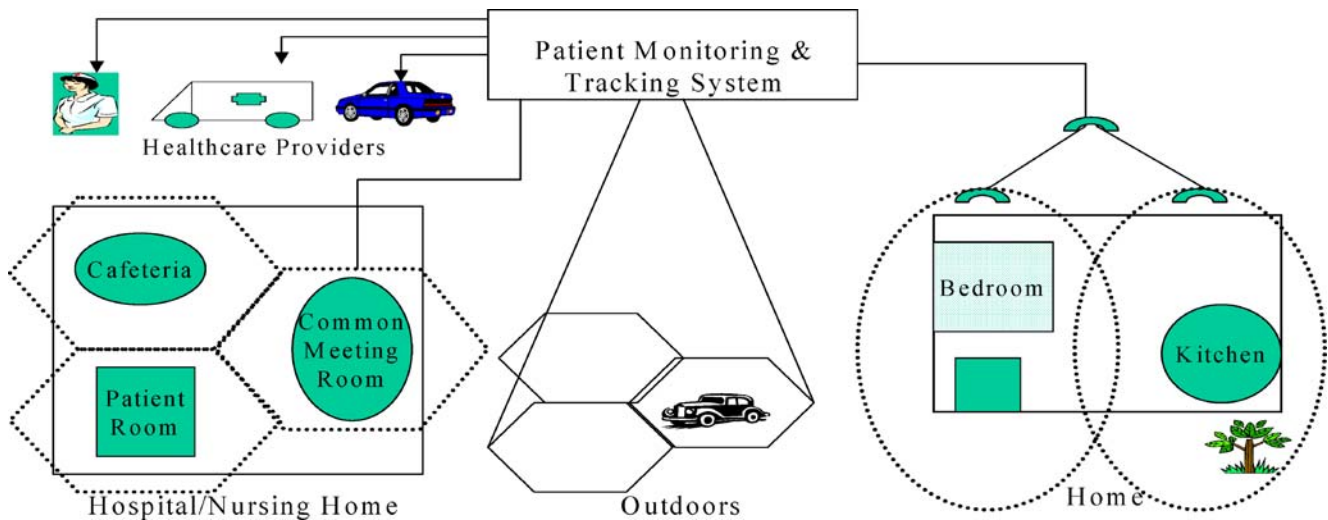 Patient Monitoring &
Tracking System
Healthcare Providers
Cafeteria
Common
Meeting
Room
Patient
Room
Hospital/Nursing Home
Outdoors
Bedroom
Kitchen
Home